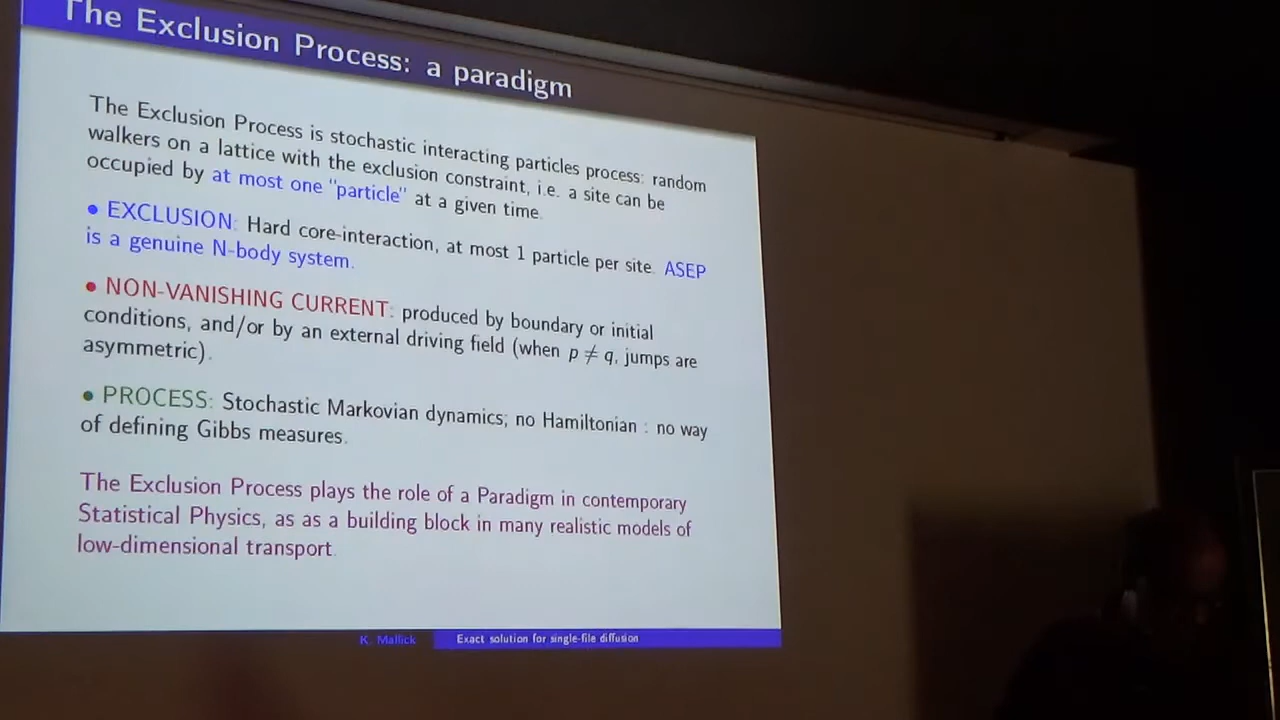 The Exclusion Process: a paradigm
The Exclusion Process is stochastic interacting particles process: random
walkers on a lattice with the exclusion constraint, i.e. a site can be
occupied by at most one "particle" at a given time.
• EXCLUSION: Hard core-interaction, at most 1 particle per site. ASEP
is a genuine N-body system.
• NON-VANISHING CURRENT: produced by boundary or initial
conditions, and/or by an external driving field (when p ≠ q, jumps are
asymmetric).
• PROCESS: Stochastic Markovian dynamics; no Hamiltonian : no way
of defining Gibbs measures.
The Exclusion Process plays the role of a Paradigm in contemporary
Statistical Physics, as as a building block in many realistic models of
low-dimensional transport.
K. Mallick Exact solution for single-file diffusion